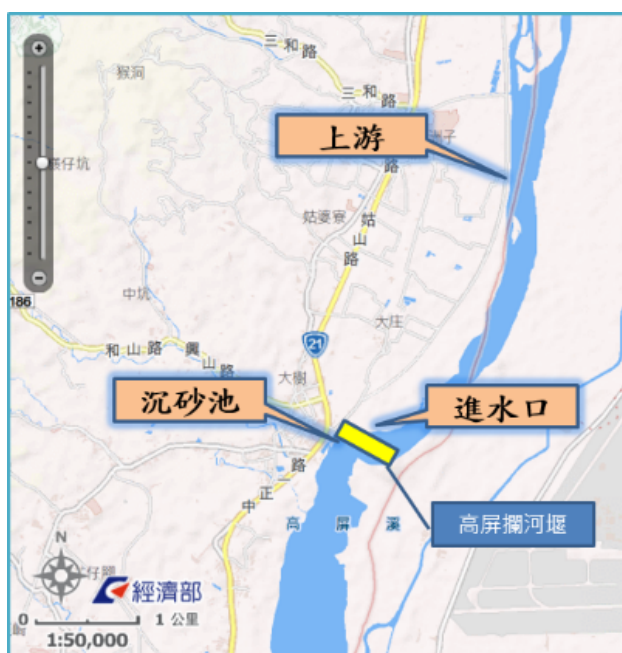 三和路
猴洞
三和路
上游
姑婆寮
姑山路
186
中坑
21
大庄
和山路
興山路
大樹
沉砂池
進水口
中正一路
高屏溪
高屏攔河堰
N
經濟部
0
1 公里
1:50,000